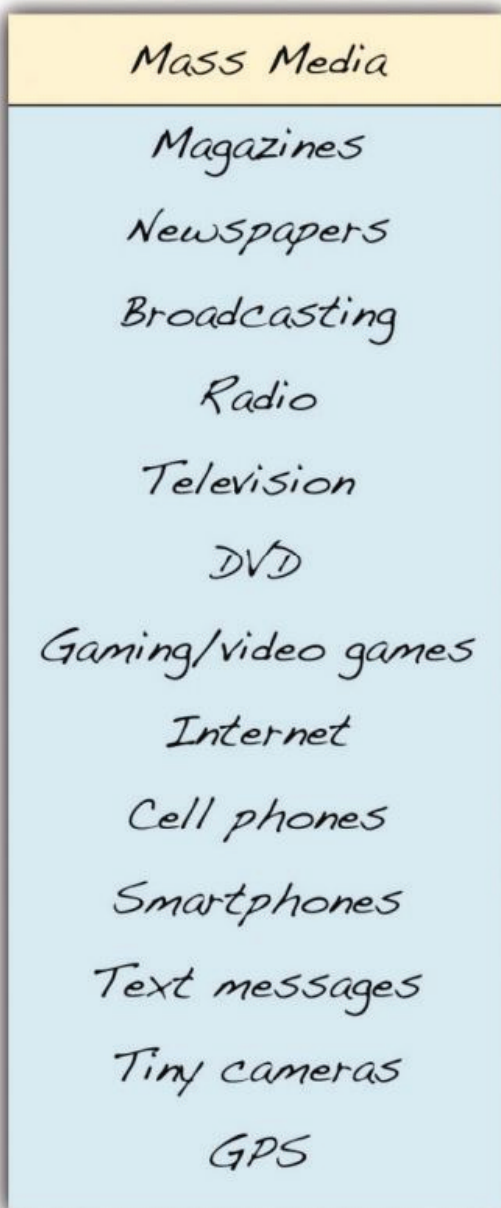 Mass Media
Magazines
Newspapers
Broadcasting
Radio
Television
DVD
Gaming/video games
Internet
Cell phones
Smartphones
Text messages
Tiny cameras
GPS